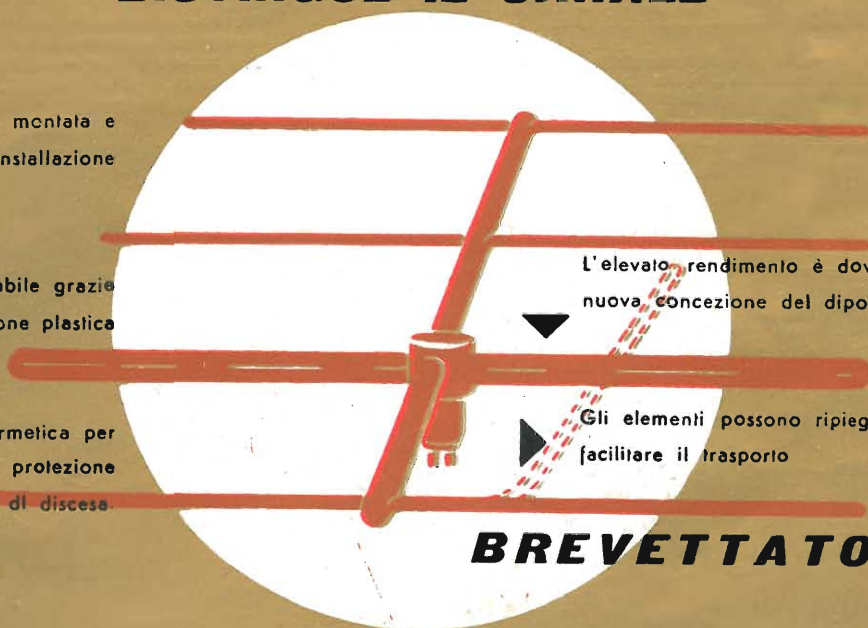 montata e
installazione
abile grazie
one plastica
rmetica per
protezione
di discesa.
L'elevato rendimento è dov
nuova concezione del dipo
Gli elementi possono ripieg
facilitare il trasporto
BREVETTATO